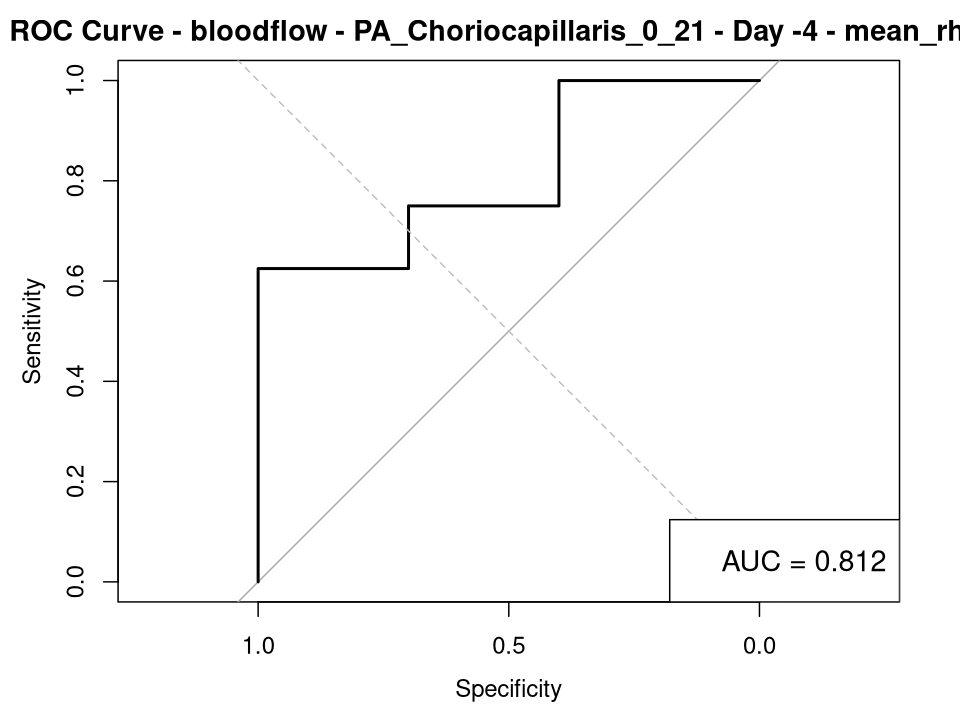 ROC Curve - bloodflow - PA_Choriocapillaris_0_21 - Day -4 - mean_rh
1.0
0.8
0.6
0.4
0.2
0.0
Sensitivity
AUC = 0.812
1.0 0.5 0.0
Specificity